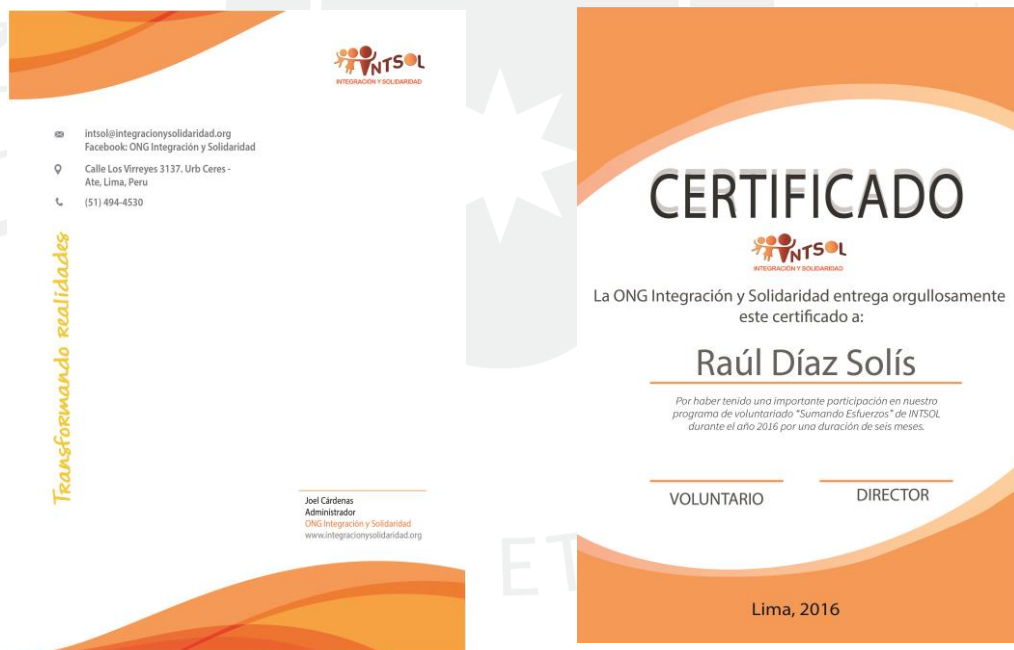 INTSOL
INTEGRACIÓN Y SOLIDARIDAD
intsol@integracionysolidaridad.org
Facebook: ONG Integración y Solidaridad
Calle Los Virreyes 3137. Urb Ceres -
Ate, Lima, Peru
(51) 494-4530
Transformando realidades
Joel Cárdenas
Administrador
ONG Integración y Solidaridad
www.integracionysolidaridad.org
CERTIFICADO
INTSOL
INTEGRACIÓN Y SOLIDARIDAD
La ONG Integración y Solidaridad entrega orgullosamente
este certificado a:
Raúl Díaz Solís
Por haber tenido una importante participación en nuestro
programa de voluntariado "Sumando Esfuerzos" de INTSOL
durante el año 2016 por una duración de seis meses.
VOLUNTARIO
DIRECTOR
Lima, 2016